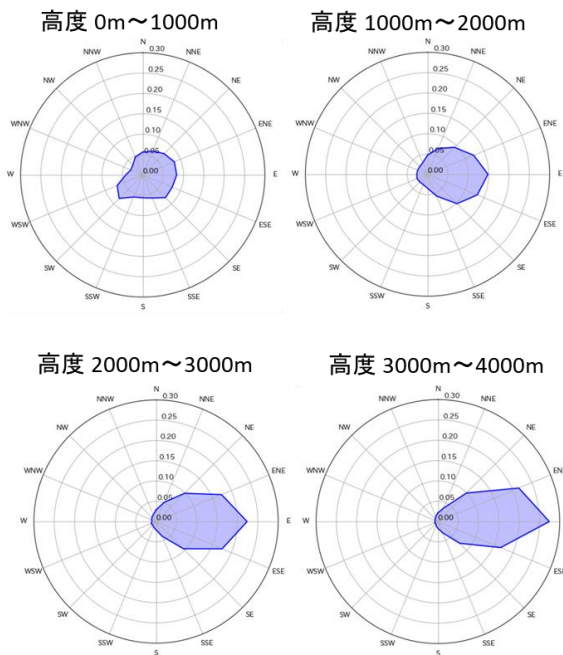 高度 0m～1000m
N
NNW
NNE
0.30
NW
0.25
NE
0.20
WNW
0.15
ENE
0.10
0.05
W
0.00
E
WSW
ESE
SW
SE
SSW
SSE
S
高度 1000m～2000m
N
NNW
NNE
0.30
NW
0.25
NE
0.20
WNW
0.15
ENE
0.10
0.05
W
0.00
E
WSW
ESE
SW
SE
SSW
SSE
S
高度 2000m～3000m
N
NNW
NNE
0.30
NW
0.25
NE
0.20
WNW
0.15
ENE
0.10
0.05
W
0.00
E
WSW
ESE
SW
SE
SSW
SSE
S
高度 3000m～4000m
N
NNW
NNE
0.30
NW
0.25
NE
0.20
WNW
0.15
0.10
0.05
W
0.00
WSW
SW
SE
SSW
SSE
S